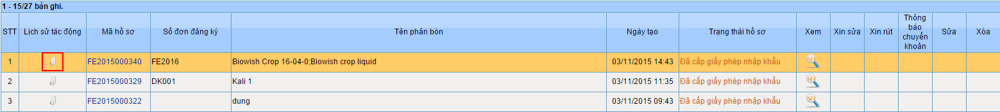 1 - 15/27 bản ghi.
STT Lịch sử tác động Mã hồ sơ Số đơn đăng ký Tên phân bón Ngày tạo Trạng thái hồ sơ Xem Xin sửa Xin rút Thông báo chuyển khoản Sửa Xóa
1 FE2015000340 FE2016 Biowish Crop 16-04-0;Biowish crop liquid 03/11/2015 14:43 Đã cấp giấy phép nhập khẩu
2 FE2015000329 DK001 Kali 1 03/11/2015 11:35 Đã cấp giấy phép nhập khẩu
3 FE2015000322 dung 03/11/2015 09:43 Đã cấp giấy phép nhập khẩu